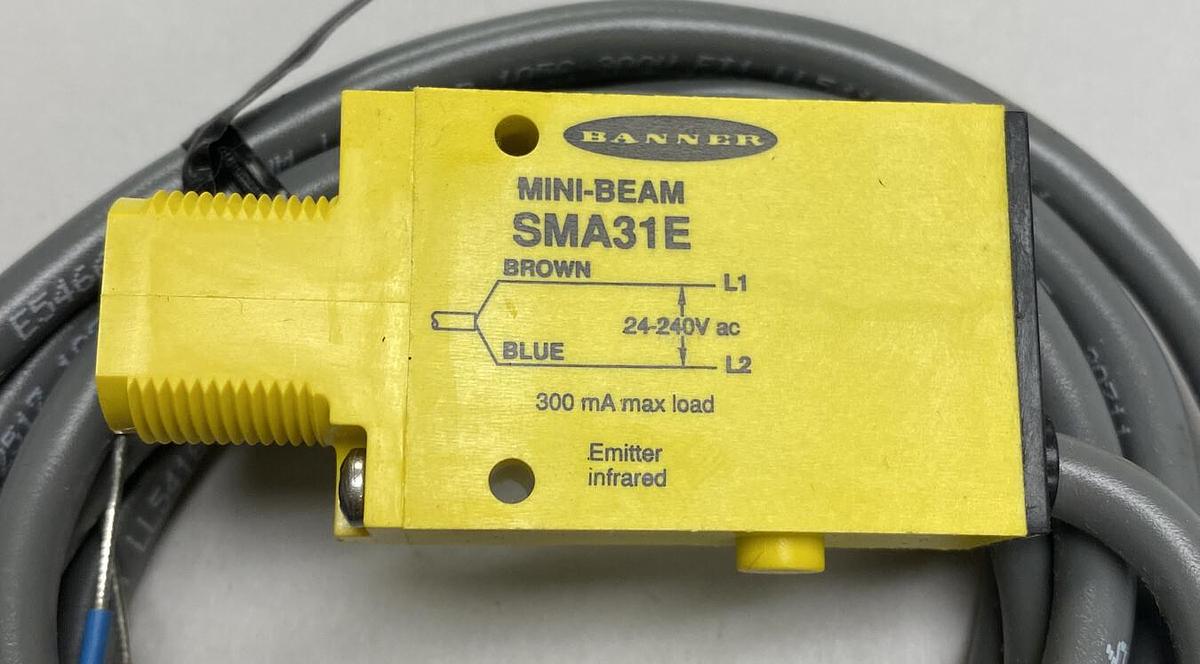 BANNER
MINI-BEAM
SMA31E
BROWN
L1
24-240V ac
BLUE
L2
300 mA max load
Emitter
infrared